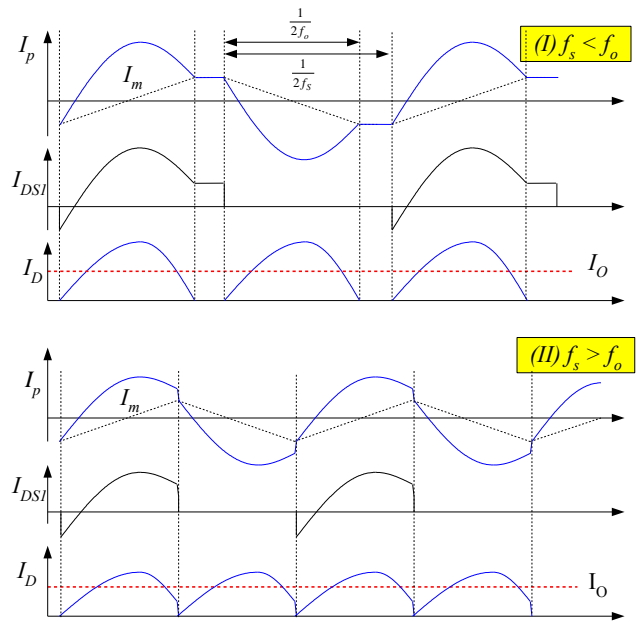 I_p
1
2f_o
(I) f_s < f_o
I_m
1
2f_s
I_DS1
I_D
I_O
(II) f_s > f_o
I_p
I_m
I_DS1
I_D
I_O